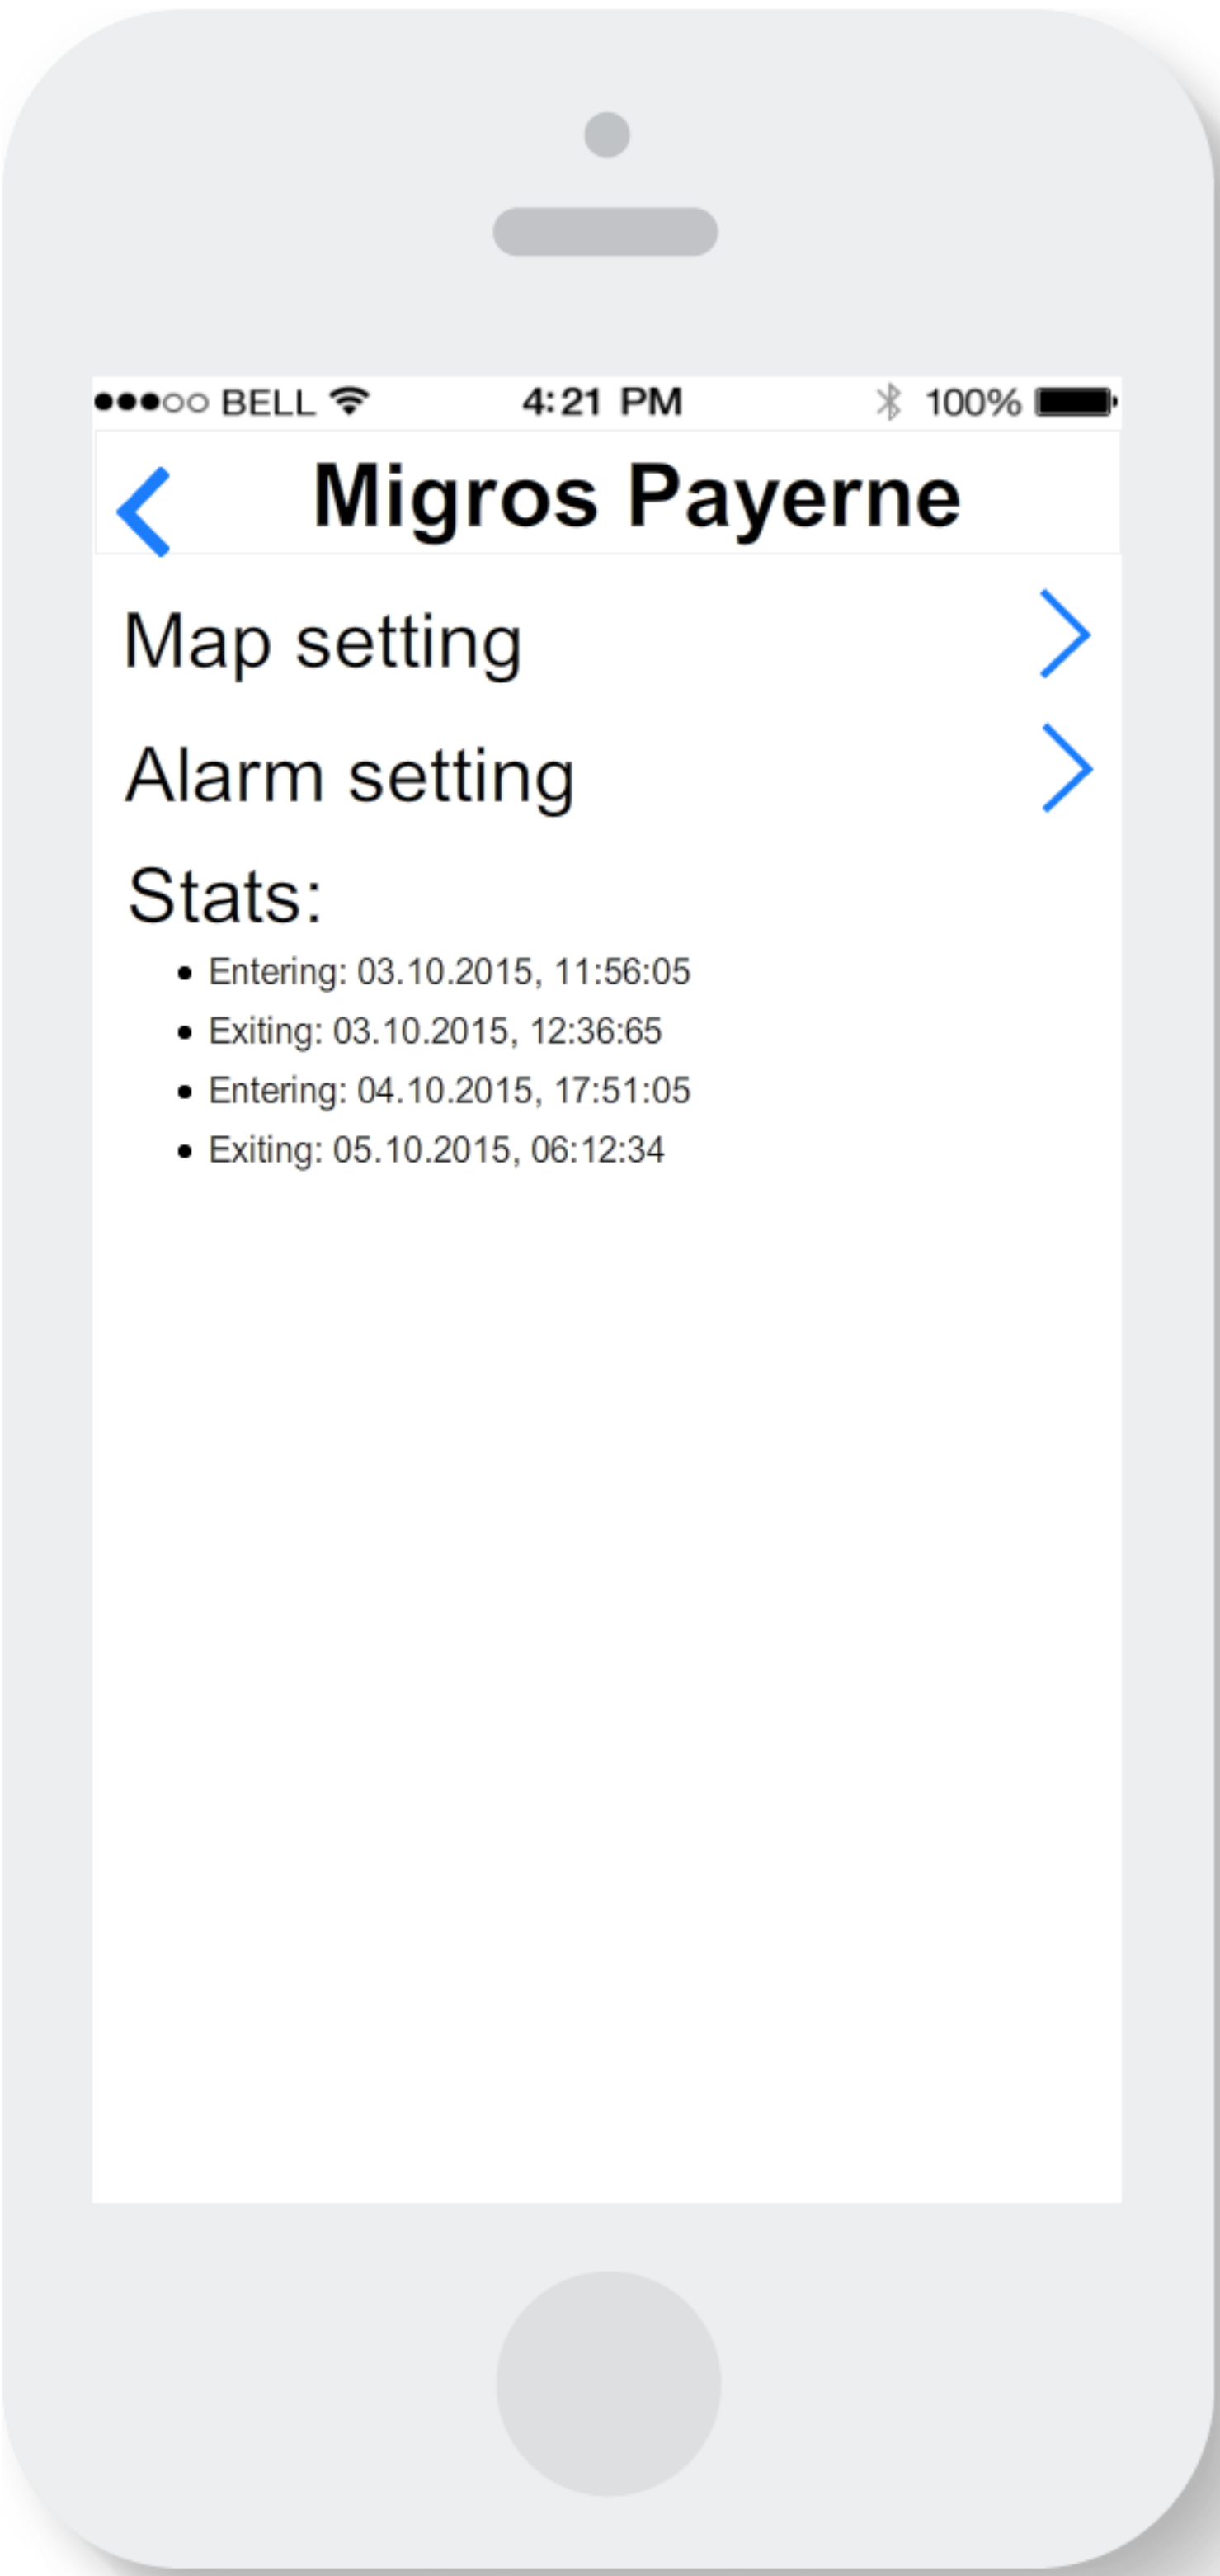 BELL 4:21 PM 100%
Migros Payerne
Map setting
Alarm setting
Stats:
• Entering: 03.10.2015, 11:56:05
• Exiting: 03.10.2015, 12:36:65
• Entering: 04.10.2015, 17:51:05
• Exiting: 05.10.2015, 06:12:34